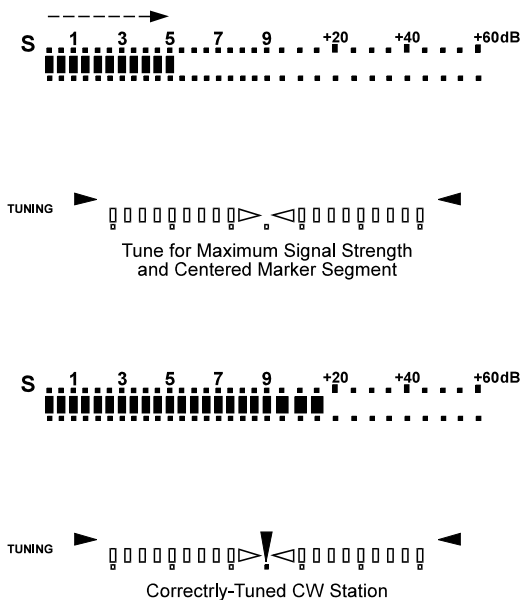 S 1 3 5 7 9 +20 +40 +60dB
TUNING
Tune for Maximum Signal Strength
and Centered Marker Segment
S 1 3 5 7 9 +20 +40 +60dB
TUNING
Correctrly-Tuned CW Station